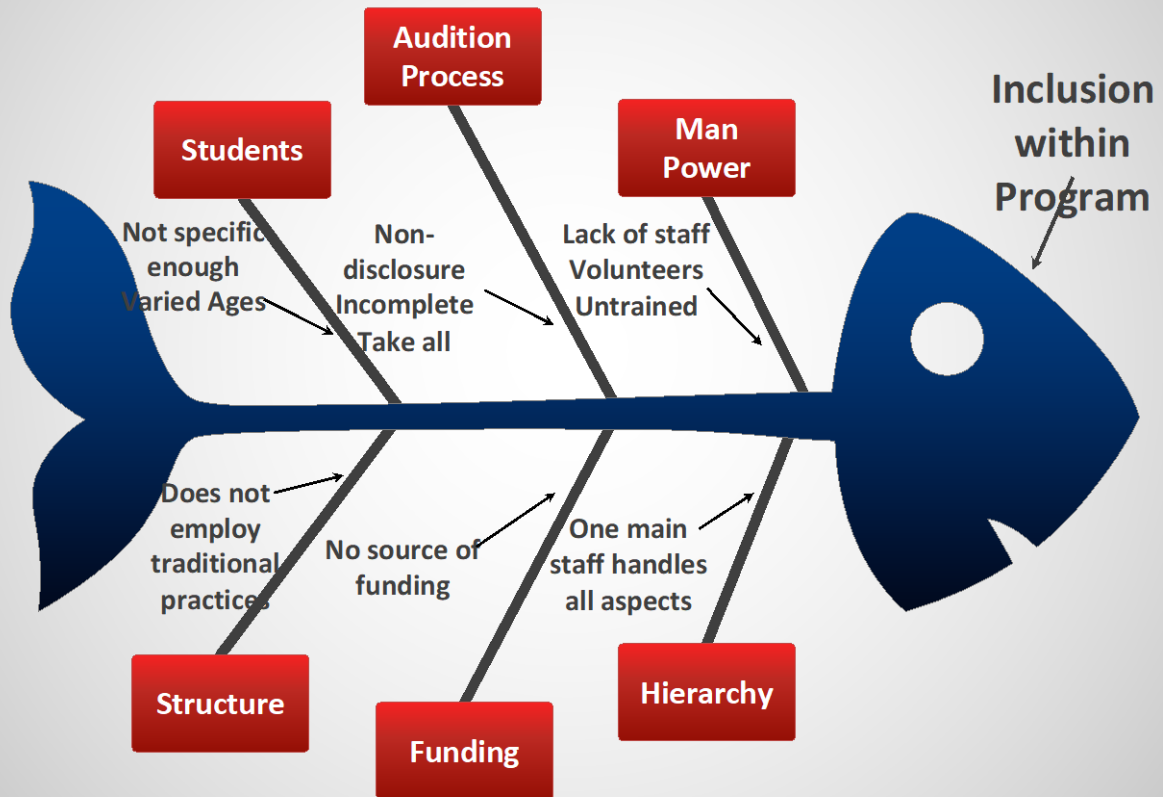 Audition
Process
Students
Man
Power
Inclusion
within
Program
Not specific
enough
Varied Ages
Non-
disclosure
Incomplete
Take all
Lack of staff
Volunteers
Untrained
Does not
employ
traditional
practices
No source of
funding
One main
staff handles
all aspects
Structure
Funding
Hierarchy